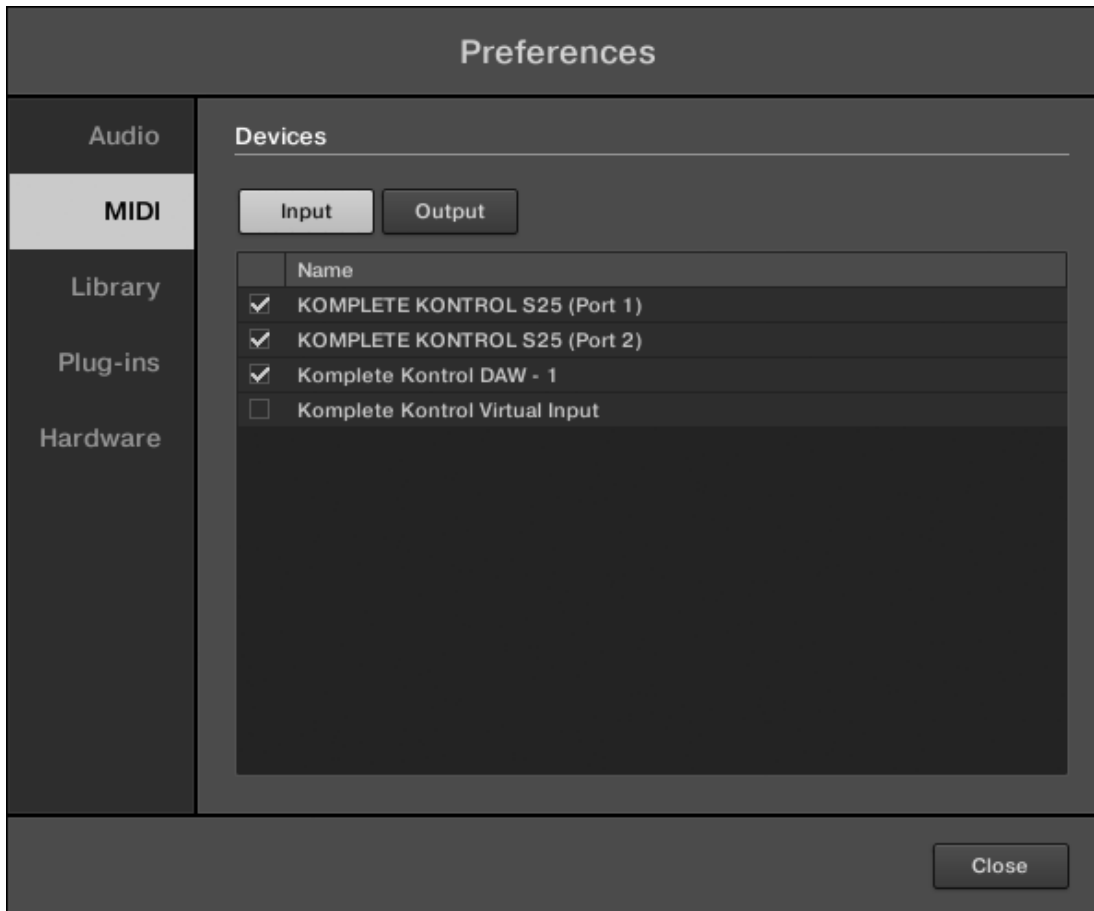 Preferences
Audio
MIDI
Library
Plug-ins
Hardware
Devices
Input Output
Name
KOMPLETE KONTROL S25 (Port 1)
KOMPLETE KONTROL S25 (Port 2)
Komplete Kontrol DAW - 1
Komplete Kontrol Virtual Input
Close